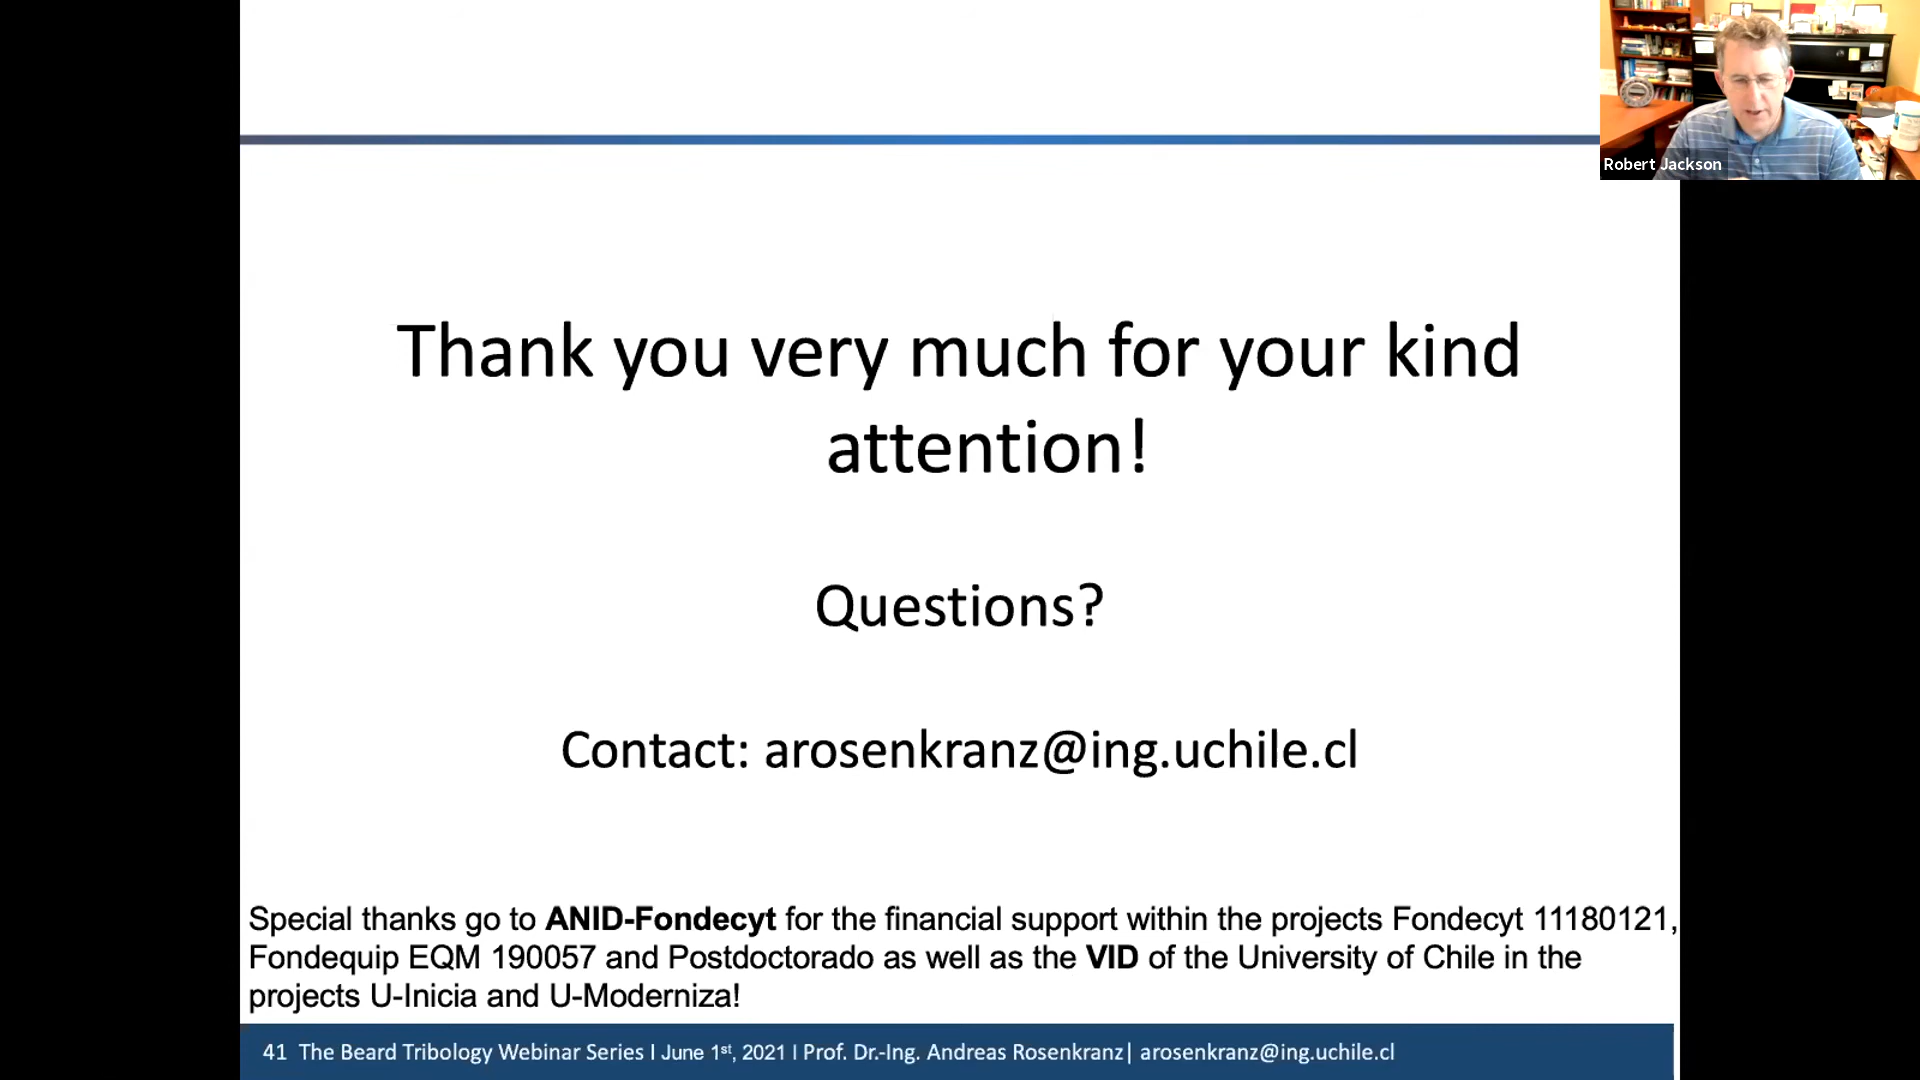 Robert Jackson
Thank you very much for your kind
attention!
Questions?
Contact: arosenkranz@ing.uchile.cl
Special thanks go to ANID-Fondecyt for the financial support within the projects Fondecyt 11180121,
Fondequip EQM 190057 and Postdoctorado as well as the VID of the University of Chile in the
projects U-Inicia and U-Moderniza!
41 The Beard Tribology Webinar Series I June 1st, 2021 I Prof. Dr.-Ing. Andreas Rosenkranz| arosenkranz@ing.uchile.cl